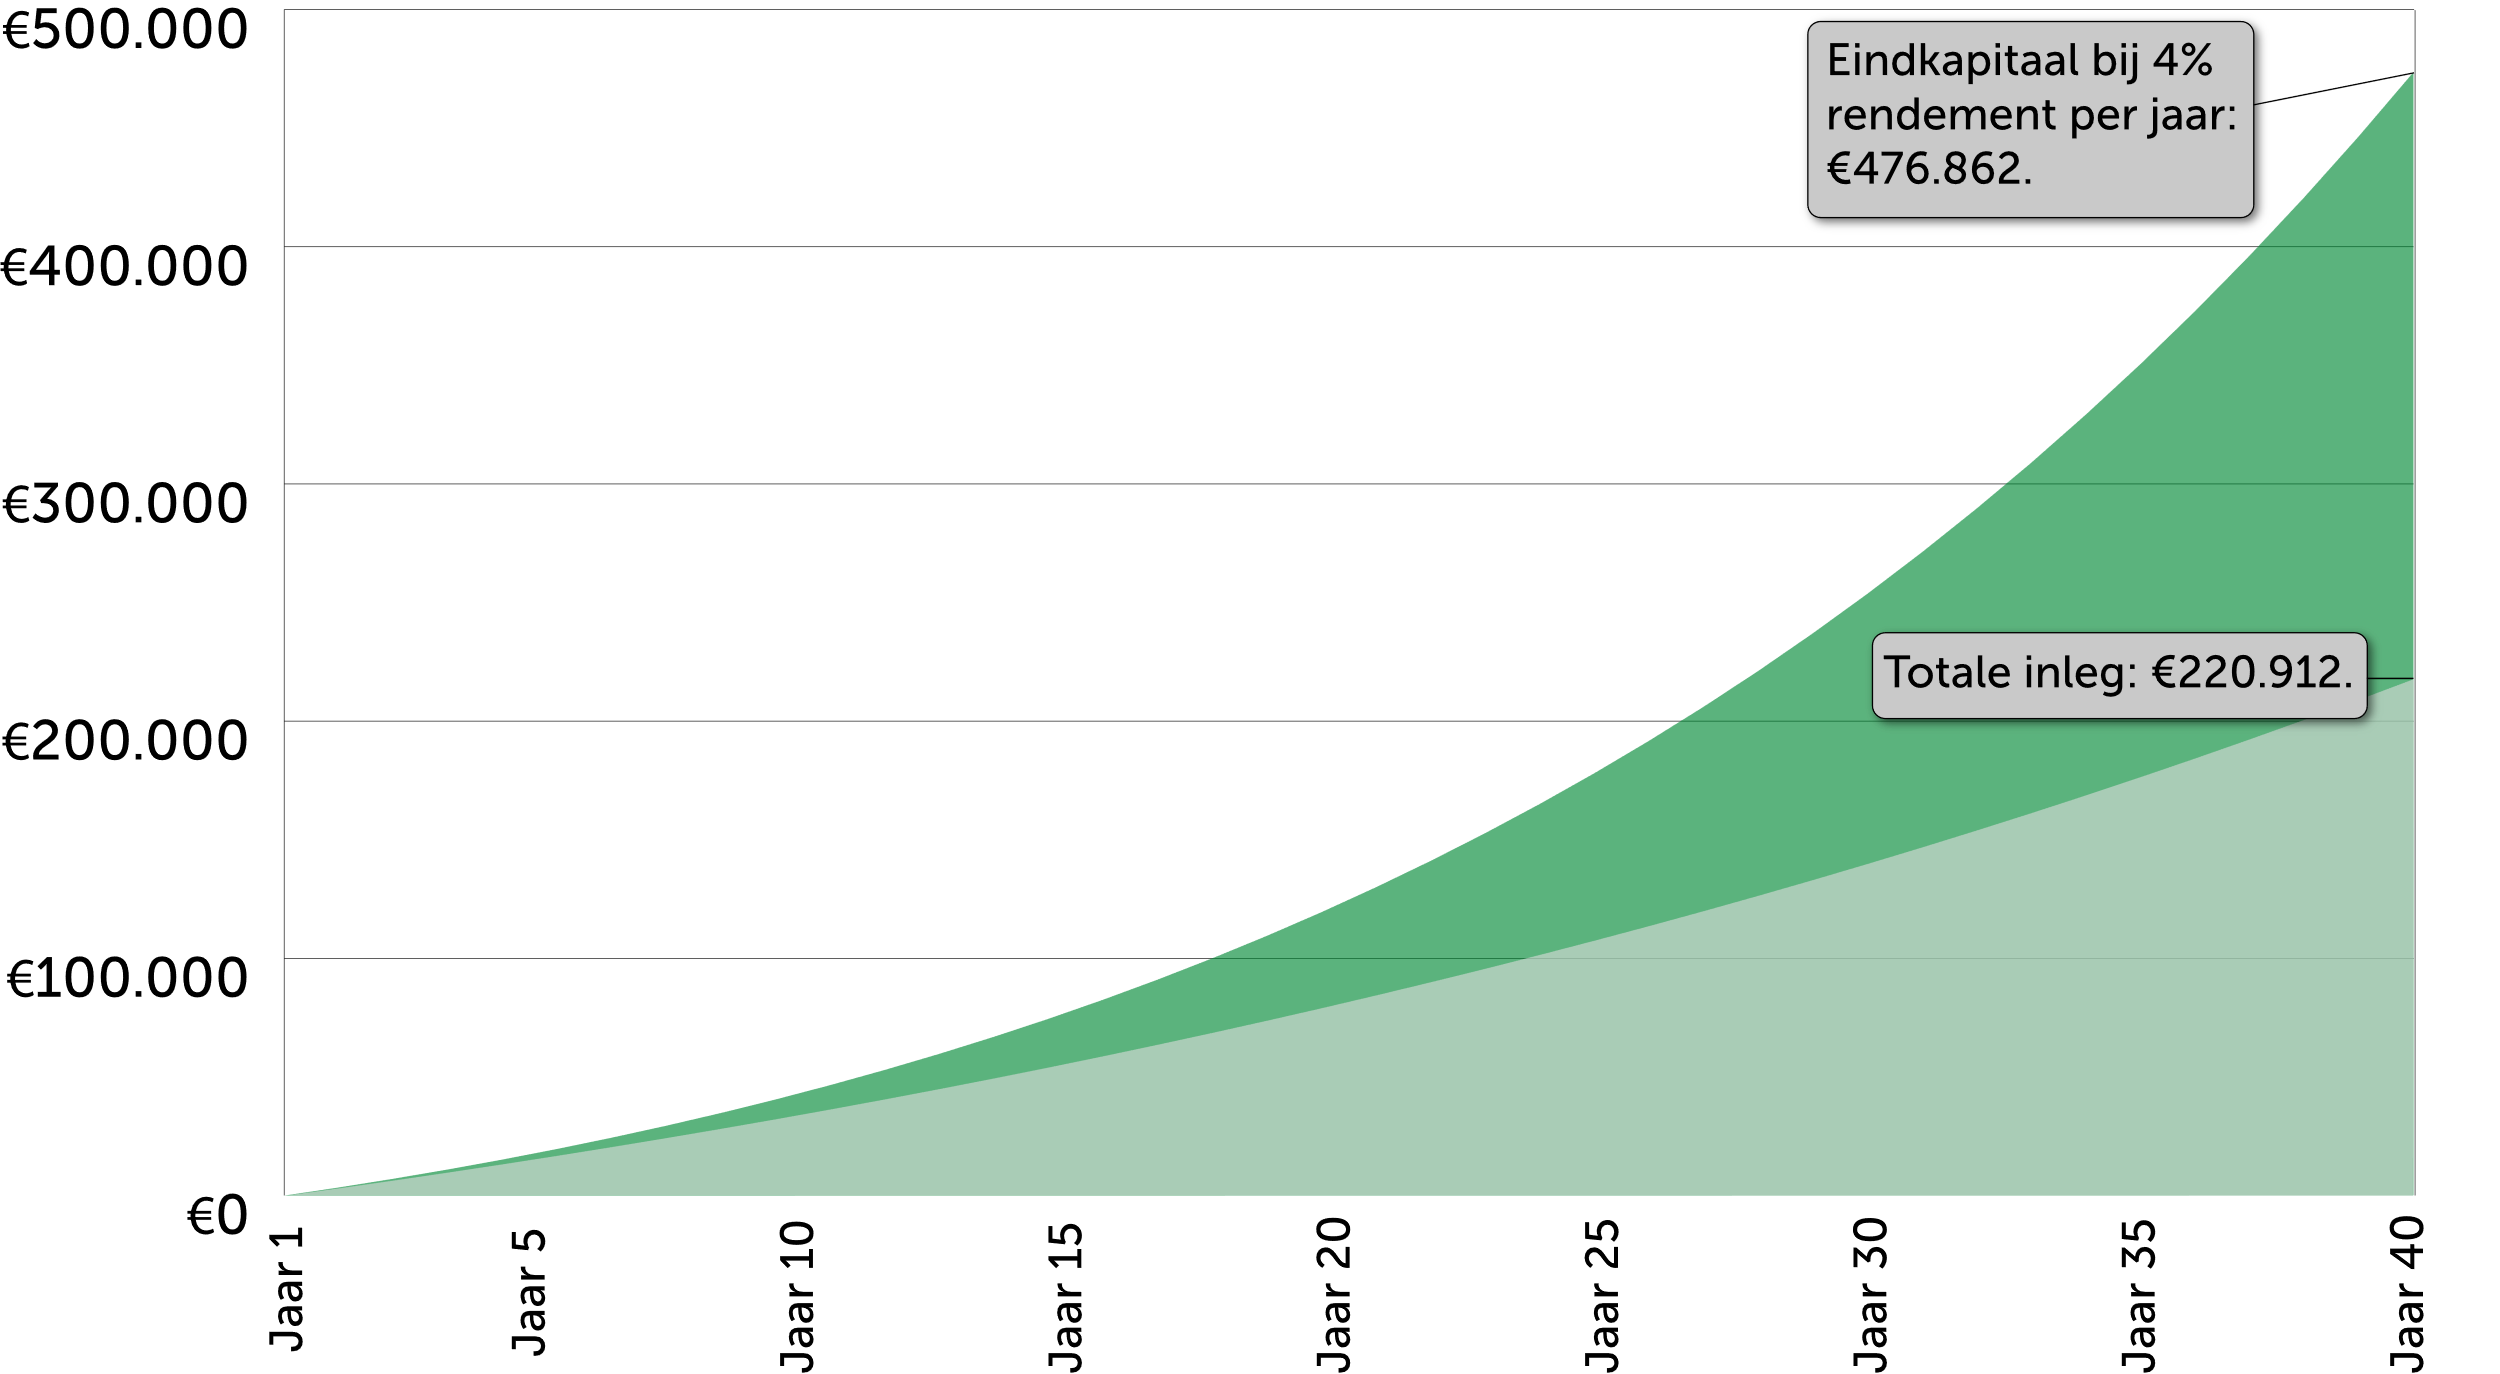 €500.000
€400.000
€300.000
€200.000
€100.000
€0
Eindkapitaal bij 4%
rendement per jaar:
€476.862.
Totale inleg: €220.912.
Jaar 1
Jaar 5
Jaar 10
Jaar 15
Jaar 20
Jaar 25
Jaar 30
Jaar 35
Jaar 40